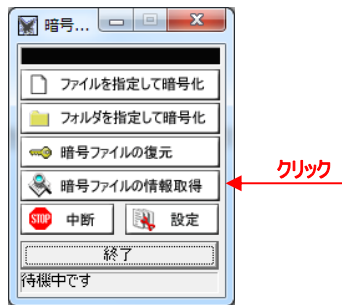 暗号...
ファイルを指定して暗号化
フォルダを指定して暗号化
暗号ファイルの復元
暗号ファイルの情報取得
クリック
STOP 中断 設定
終了
待機中です